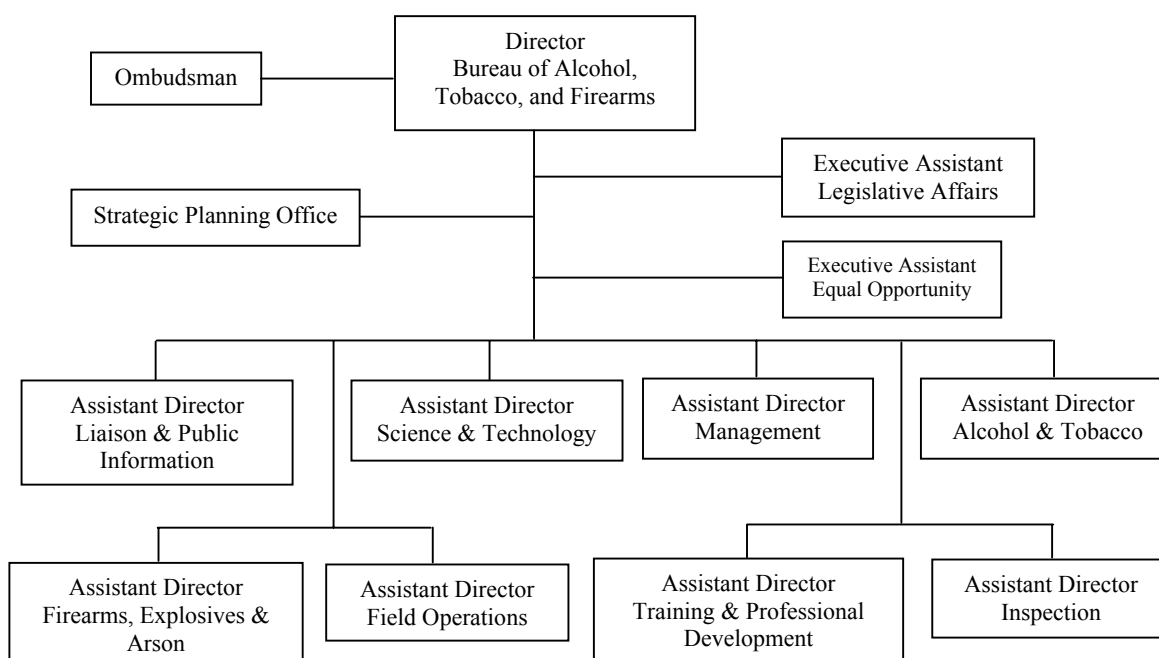 Director
Bureau of Alcohol,
Tobacco, and Firearms
Ombudsman
Executive Assistant
Legislative Affairs
Strategic Planning Office
Executive Assistant
Equal Opportunity
Assistant Director
Liaison & Public
Information
Assistant Director
Science & Technology
Assistant Director
Management
Assistant Director
Alcohol & Tobacco
Assistant Director
Firearms, Explosives &
Arson
Assistant Director
Field Operations
Assistant Director
Training & Professional
Development
Assistant Director
Inspection